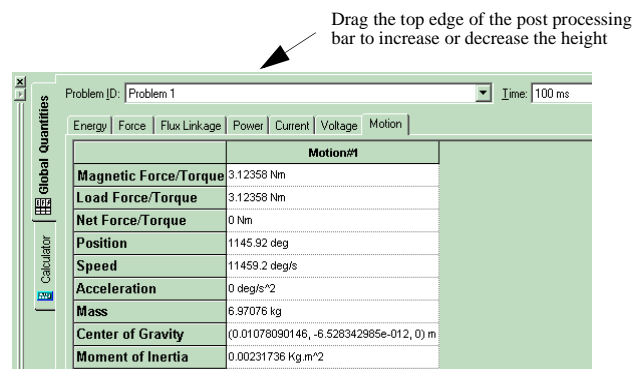 Drag the top edge of the post processing
bar to increase or decrease the height
Problem ID: Problem 1
Time: 100 ms
Global Quantities
Calculator
Energy Force Flux Linkage Power Current Voltage Motion
Motion#1
Magnetic Force/Torque 3.12358 Nm
Load Force/Torque 3.12358 Nm
Net Force/Torque 0 Nm
Position 1145.92 deg
Speed 11459.2 deg/s
Acceleration 0 deg/s^2
Mass 6.97076 kg
Center of Gravity (0.01078090146, -6.528342985e-012, 0) m
Moment of Inertia 0.00231736 Kg.m^2